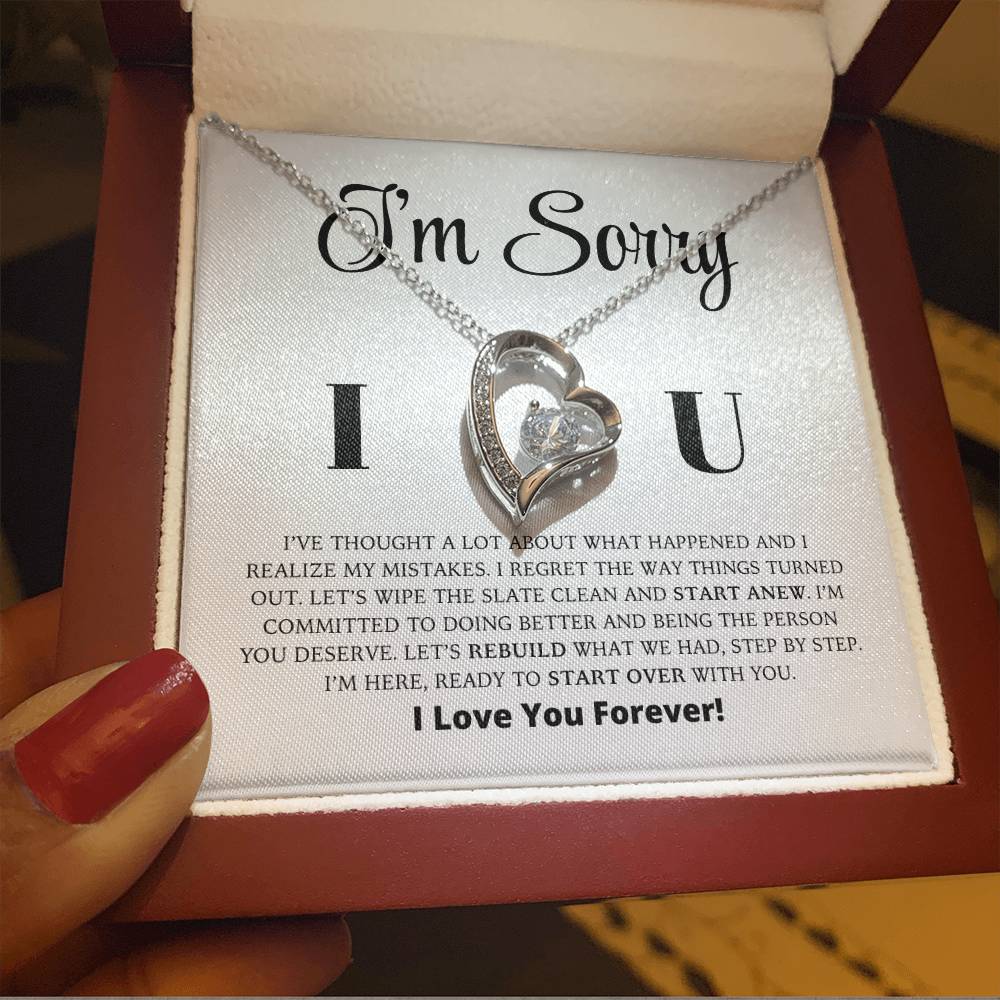 I'm Sorry
I U
I'VE THOUGHT A LOT ABOUT WHAT HAPPENED AND I
REALIZE MY MISTAKES. I REGRET THE WAY THINGS TURNED
OUT. LET'S WIPE THE SLATE CLEAN AND START ANEW. I'M
COMMITTED TO DOING BETTER AND BEING THE PERSON
YOU DESERVE. LET'S REBUILD WHAT WE HAD, STEP BY STEP.
I'M HERE, READY TO START OVER WITH YOU.
I Love You Forever!